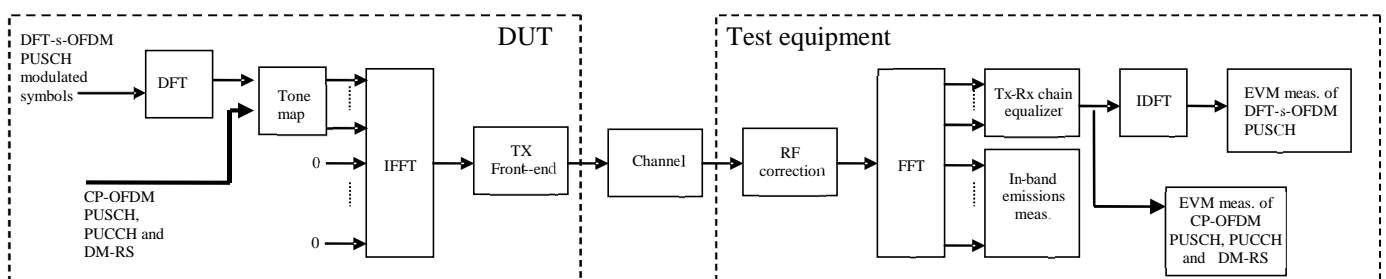 DUT
DFT-s-OFDM
PUSCH
modulated
symbols
DFT
Tone
map
0
0
IFFT
TX
Front-end
CP-OFDM
PUSCH,
PUCCH and
DM-RS
Channel
Test equipment
RF
correction
FFT
Tx-Rx chain
equalizer
In-band
emissions
meas.
IDFT
EVM meas. of
DFT-s-OFDM
PUSCH
EVM meas. of
CP-OFDM
PUSCH, PUCCH
and DM-RS